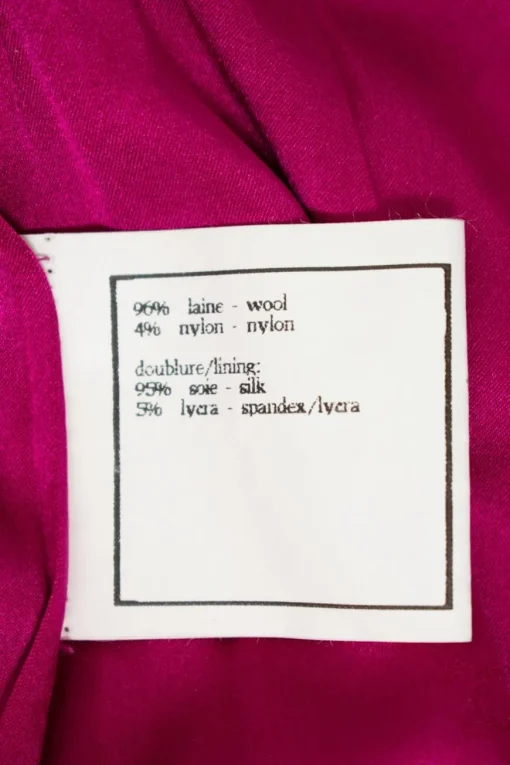 96% laine - wool
4% nylon - nylon
doublure/lining:
95% soie - silk
5% lycra - spandex/lycra